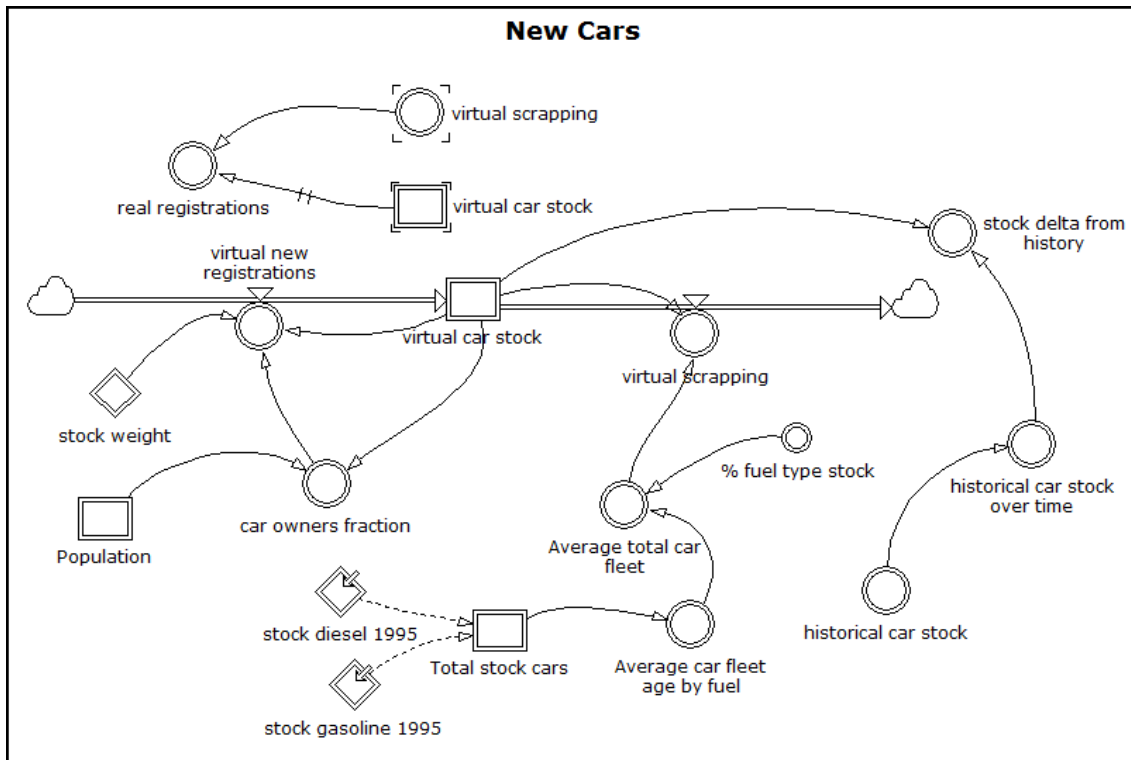 New Cars
virtual scrapping
real registrations
virtual car stock
stock delta from
history
virtual new
registrations
virtual car stock
virtual scrapping
stock weight
% fuel type stock
historical car stock
over time
car owners fraction
Population
Average total car
fleet
stock diesel 1995
historical car stock
Total stock cars
Average car fleet
age by fuel
stock gasoline 1995